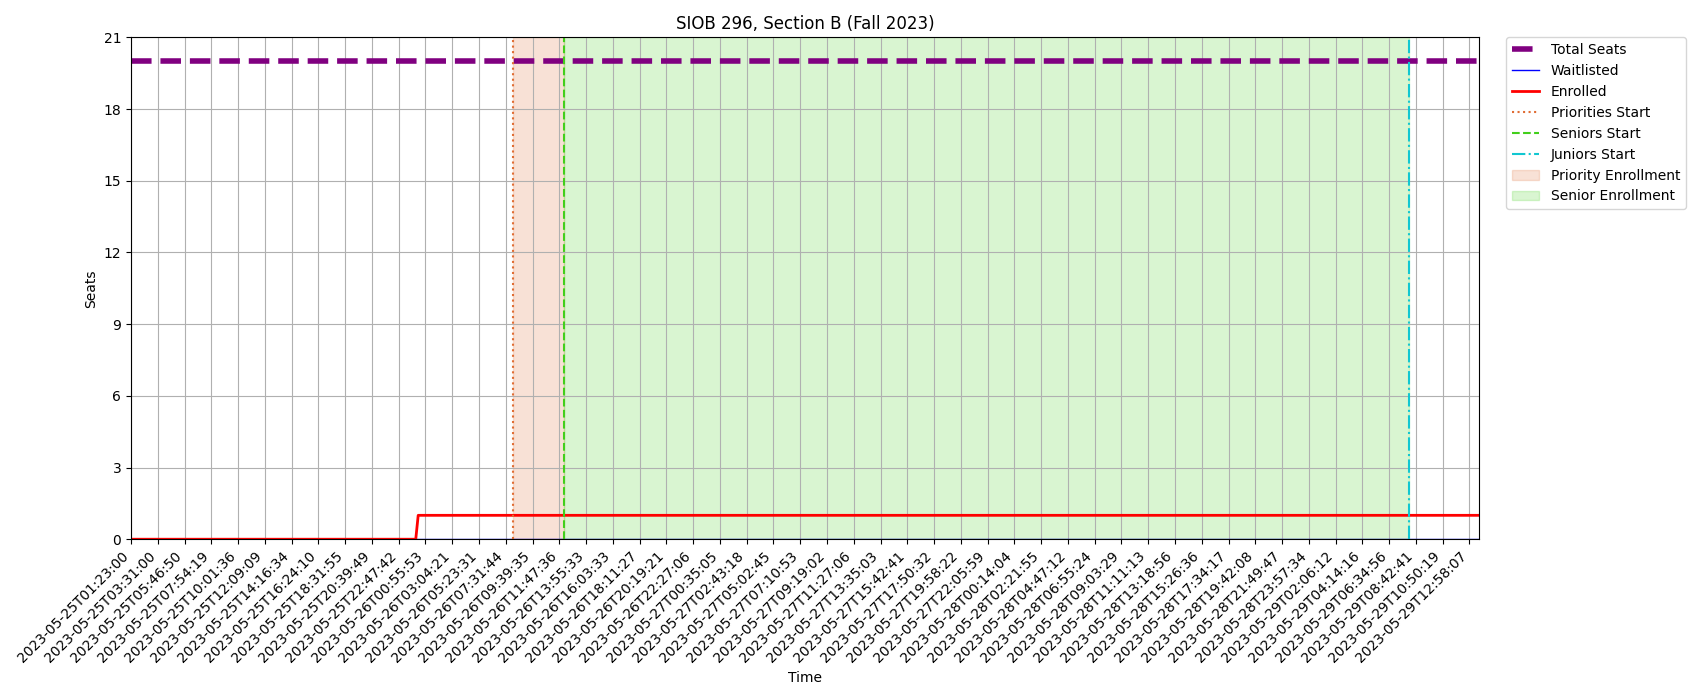 SIOB 296, Section B (Fall 2023)
21
18
15
12
9
6
3
0
Seats
2023-05-25T01:23:00
2023-05-25T03:31:00
2023-05-25T05:46:50
2023-05-25T07:54:19
2023-05-25T10:01:36
2023-05-25T12:09:09
2023-05-25T14:16:34
2023-05-25T16:24:10
2023-05-25T18:31:55
2023-05-25T20:39:49
2023-05-25T22:47:42
2023-05-26T00:55:53
2023-05-26T03:04:21
2023-05-26T05:23:31
2023-05-26T07:31:44
2023-05-26T09:39:35
2023-05-26T11:47:36
2023-05-26T13:55:33
2023-05-26T16:03:33
2023-05-26T18:11:27
2023-05-26T20:19:21
2023-05-26T22:27:06
2023-05-27T00:35:05
2023-05-27T02:43:18
2023-05-27T05:02:45
2023-05-27T07:10:53
2023-05-27T09:19:02
2023-05-27T11:27:06
2023-05-27T13:35:03
2023-05-27T15:42:41
2023-05-27T17:50:32
2023-05-27T19:58:22
2023-05-27T22:05:59
2023-05-28T00:14:04
2023-05-28T02:21:55
2023-05-28T04:47:12
2023-05-28T06:55:24
2023-05-28T09:03:29
2023-05-28T11:11:13
2023-05-28T13:18:56
2023-05-28T15:26:36
2023-05-28T17:34:17
2023-05-28T19:42:08
2023-05-28T21:49:47
2023-05-28T23:57:34
2023-05-29T02:06:12
2023-05-29T04:14:16
2023-05-29T06:34:56
2023-05-29T08:42:41
2023-05-29T10:50:19
2023-05-29T12:58:07
Time
Total Seats
Waitlisted
Enrolled
Priorities Start
Seniors Start
Juniors Start
Priority Enrollment
Senior Enrollment